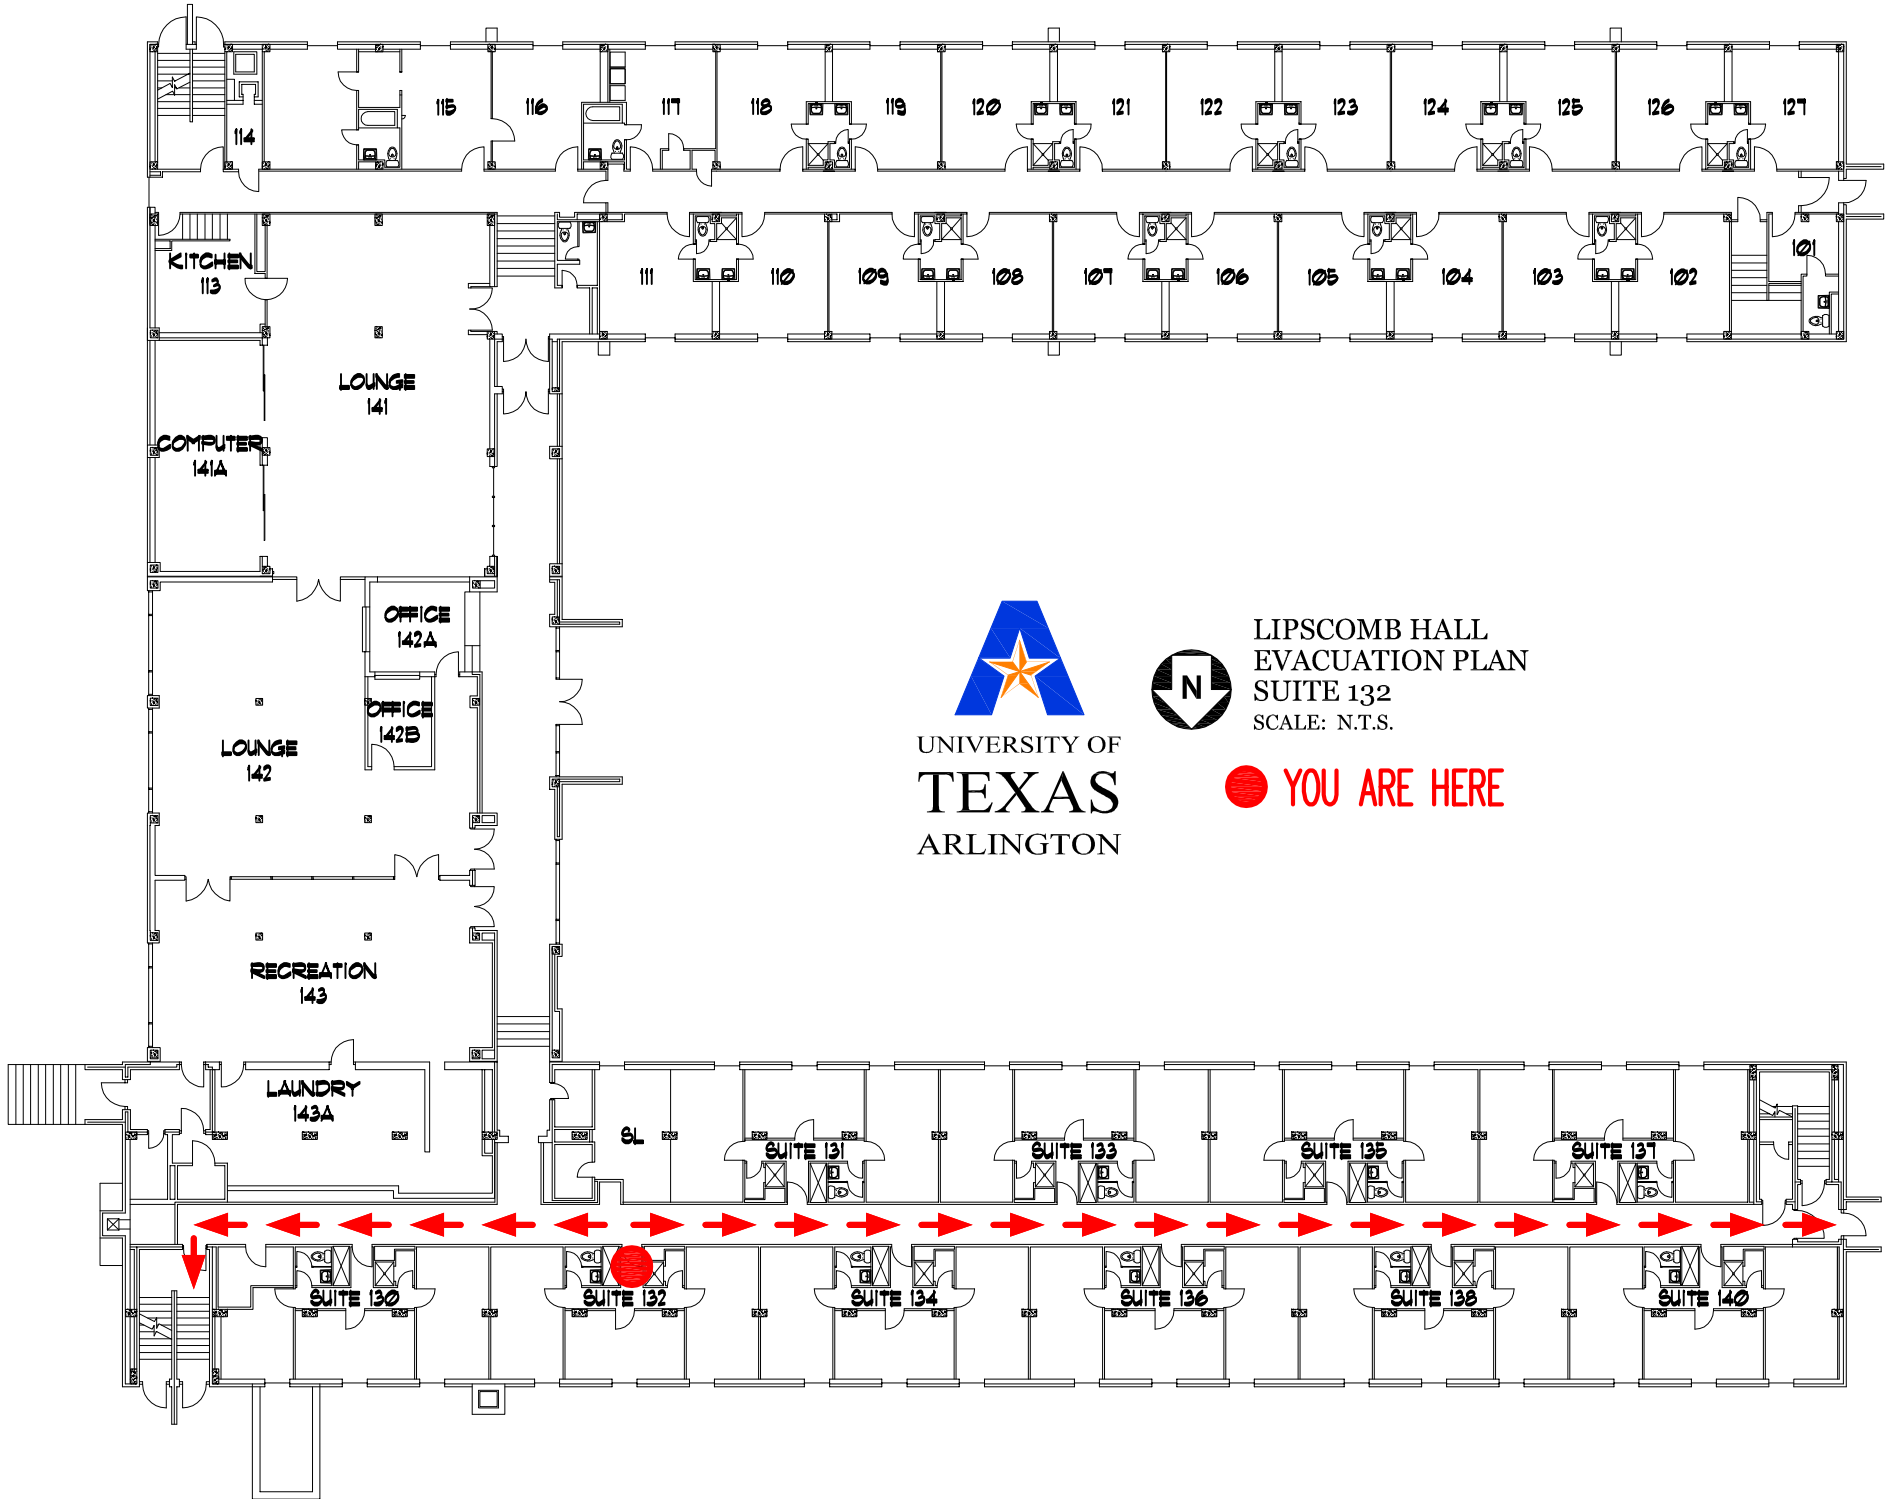 115
116
117
118
119
120
121
122
123
124
125
126
127
114
KITCHEN
113
111
110
109
108
107
106
105
104
103
102
101
LOUNGE
141
COMPUTER
141A
OFFICE
142A
OFFICE
142B
LOUNGE
142
N
LIPSCOMB HALL
EVACUATION PLAN
SUITE 132
SCALE: N.T.S.
UNIVERSITY OF
TEXAS
ARLINGTON
YOU ARE HERE
RECREATION
143
LAUNDRY
143A
SL
SUITE 131
SUITE 133
SUITE 135
SUITE 137
SUITE 130
SUITE 132
SUITE 134
SUITE 136
SUITE 138
SUITE 140